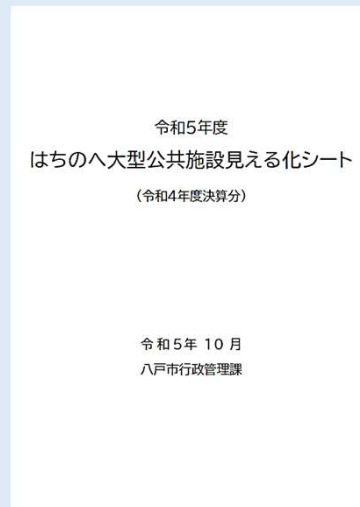 令和5年度
はちのへ大型公共施設見える化シート
(令和4年度決算分)
令和5年 10 月
八戸市行政管理課